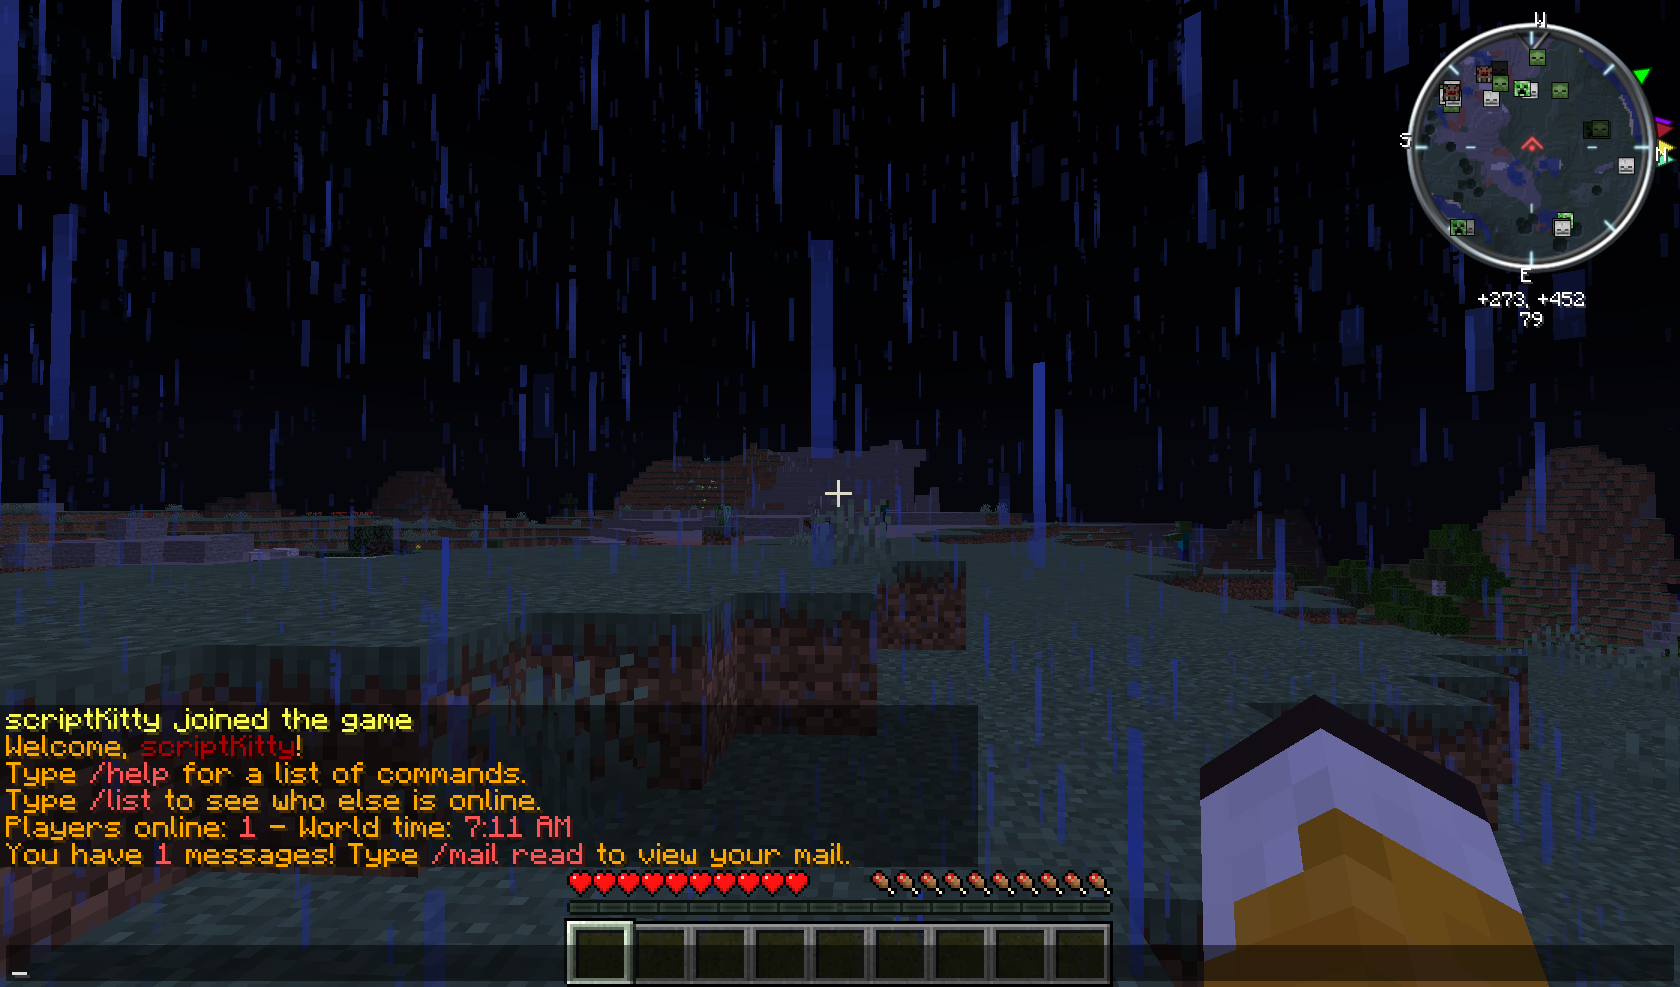 W
S
N
E
+273, +452
79
scriptKitty joined the game
Welcome, scriptKitty!
Type /help for a list of commands.
Type /list to see who else is online.
Players online: 1 - World time: 7:11 AM
You have 1 messages! Type /mail read to view your mail.
_